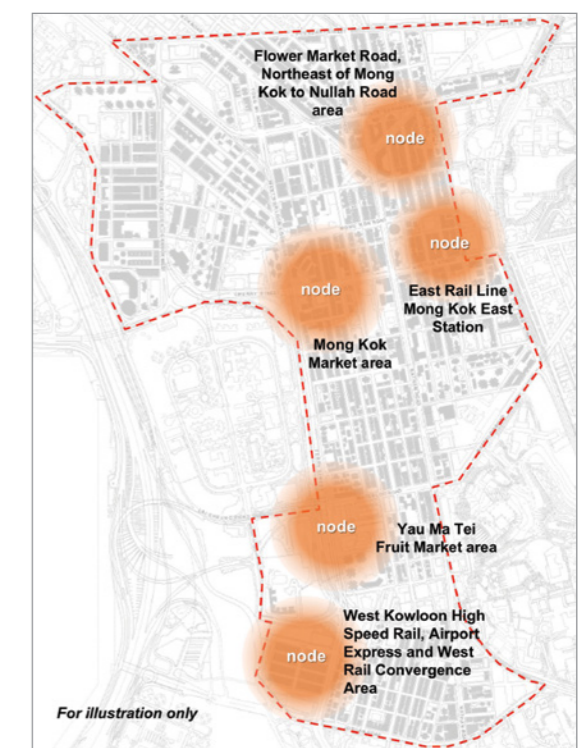 Flower Market Road,
Northeast of Mong
Kok to Nullah Road
area
node
node
East Rail Line
Mong Kok East
Station
node
Mong Kok
Market area
node
Yau Ma Tei
Fruit Market area
West Kowloon High
Speed Rail, Airport
Express and West
Rail Convergence
Area
node
For illustration only